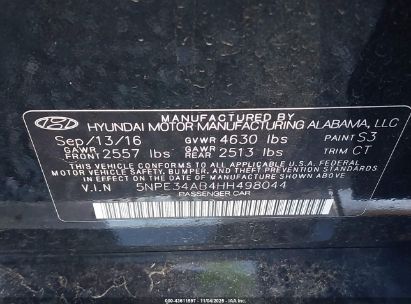 MANUFACTURED BY
HYUNDAI MOTOR MANUFACTURING ALABAMA, LLC
Sep/13/16 GVWR 4630 lbs PAINT S3
GAWR FRONT 2557 lbs GAWR REAR 2513 lbs TRIM CT
THIS VEHICLE CONFORMS TO ALL APPLICABLE U.S.A. FEDERAL
MOTOR VEHICLE SAFETY, BUMPER, AND THEFT PREVENTION STANDARDS
IN EFFECT ON THE DATE OF MANUFACTURE SHOWN ABOVE
V.I.N 5NPE34AB4HH498044
PASSENGER CAR